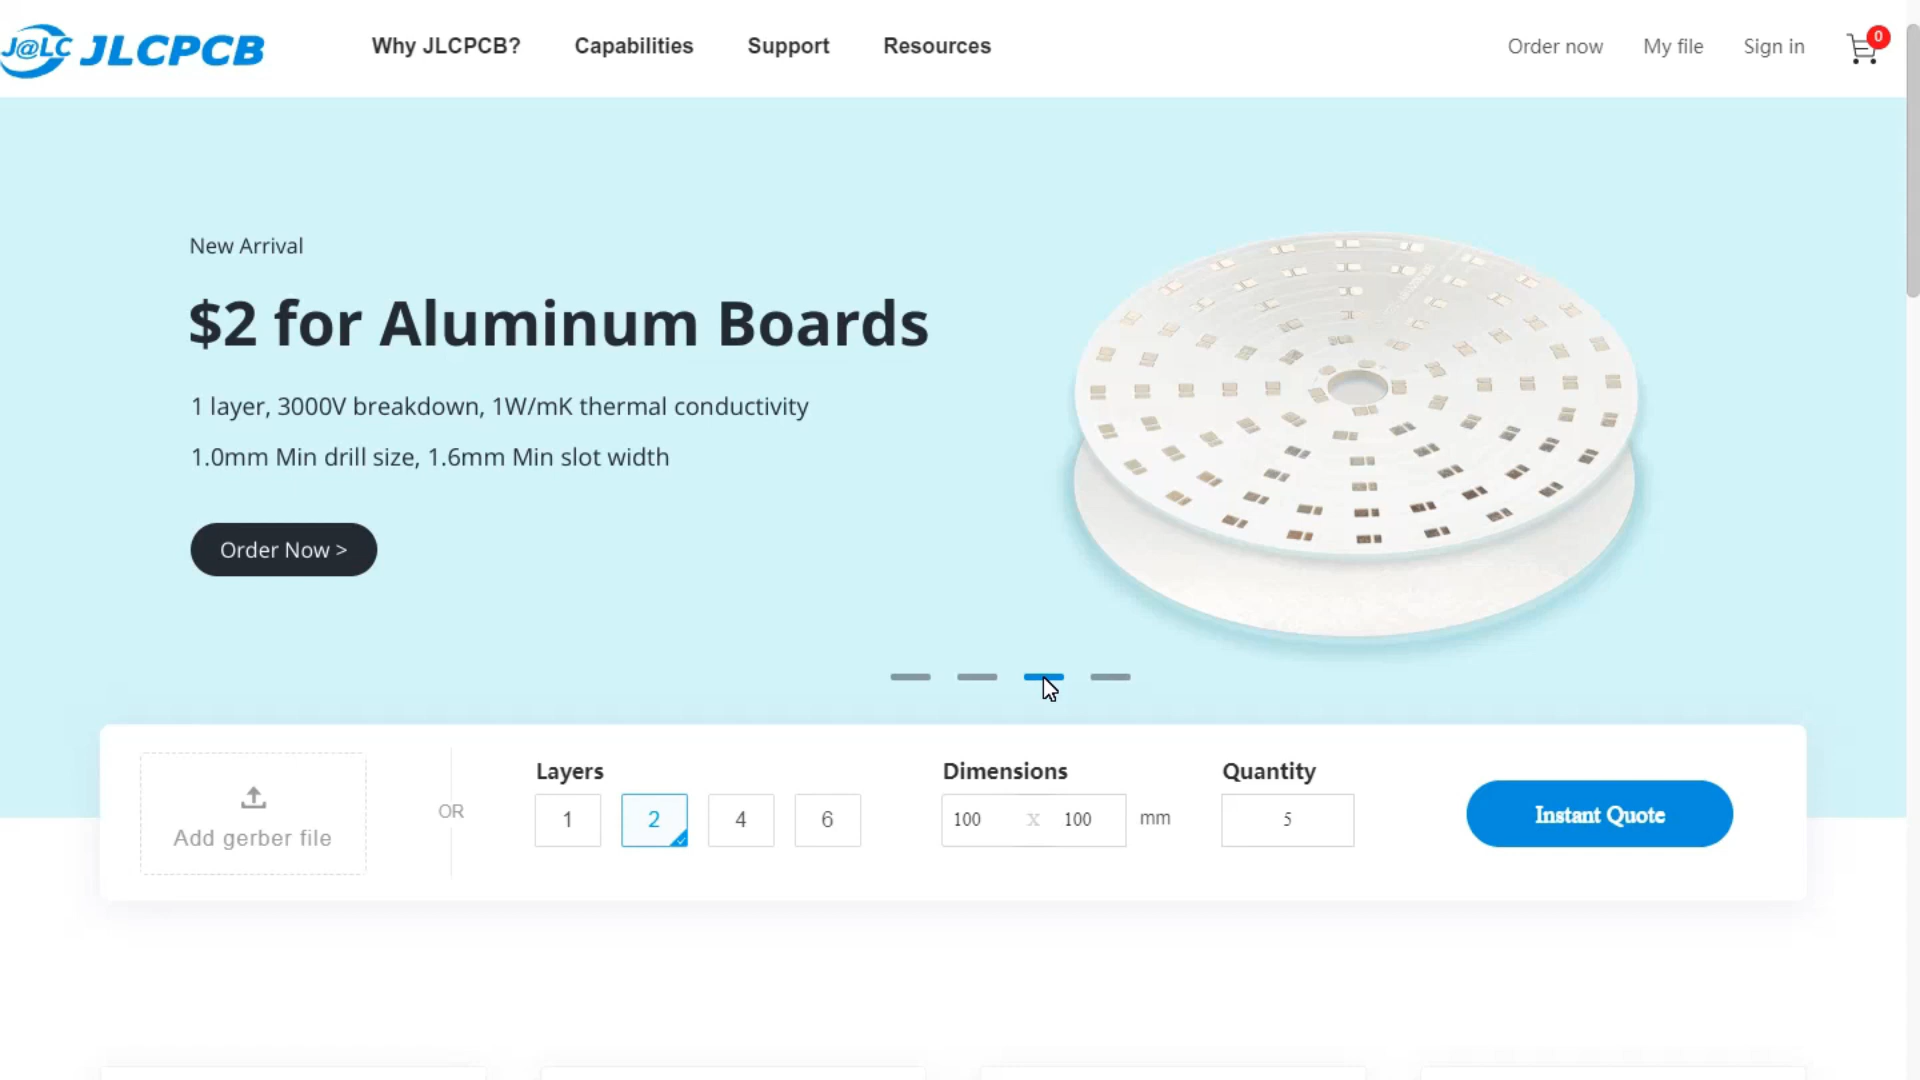 J@LC JLCPCB
Why JLCPCB?
Capabilities
Support
Resources
Order now
My file
Sign in
0
New Arrival
$2 for Aluminum Boards
1 layer, 3000V breakdown, 1W/mK thermal conductivity
1.0mm Min drill size, 1.6mm Min slot width
Order Now >
Add gerber file
OR
Layers
1
2
4
6
Dimensions
100 x 100 mm
Quantity
5
Instant Quote